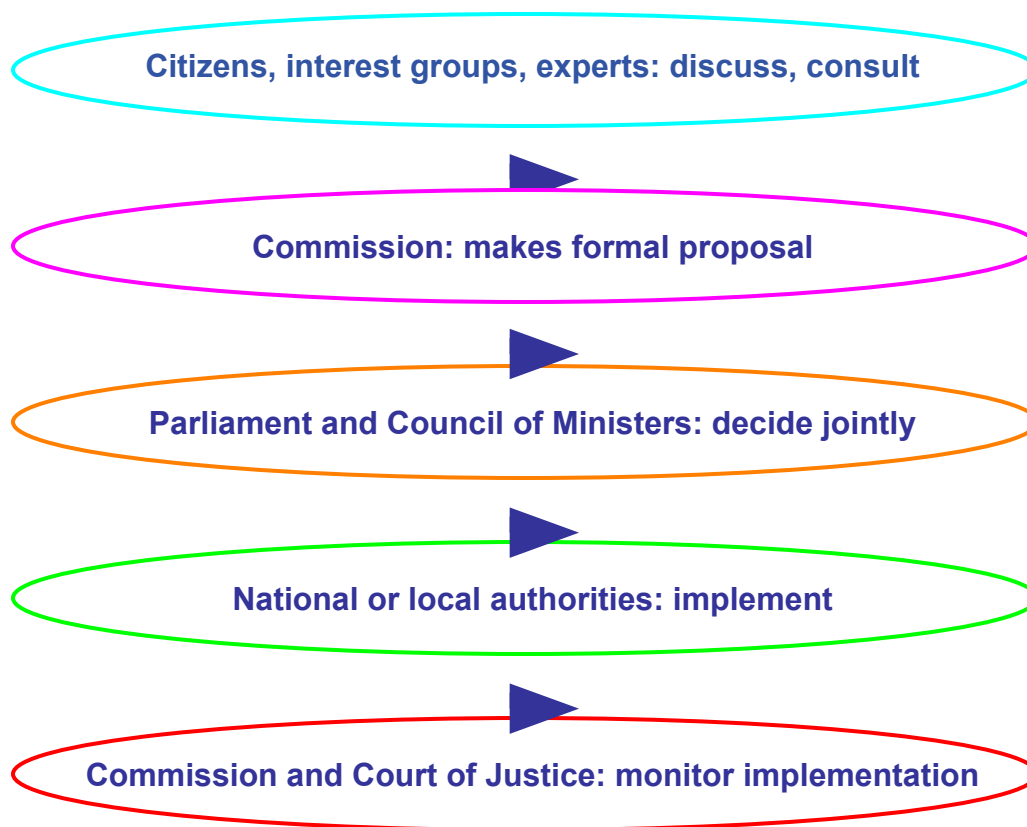 Citizens, interest groups, experts: discuss, consult
Commission: makes formal proposal
Parliament and Council of Ministers: decide jointly
National or local authorities: implement
Commission and Court of Justice: monitor implementation